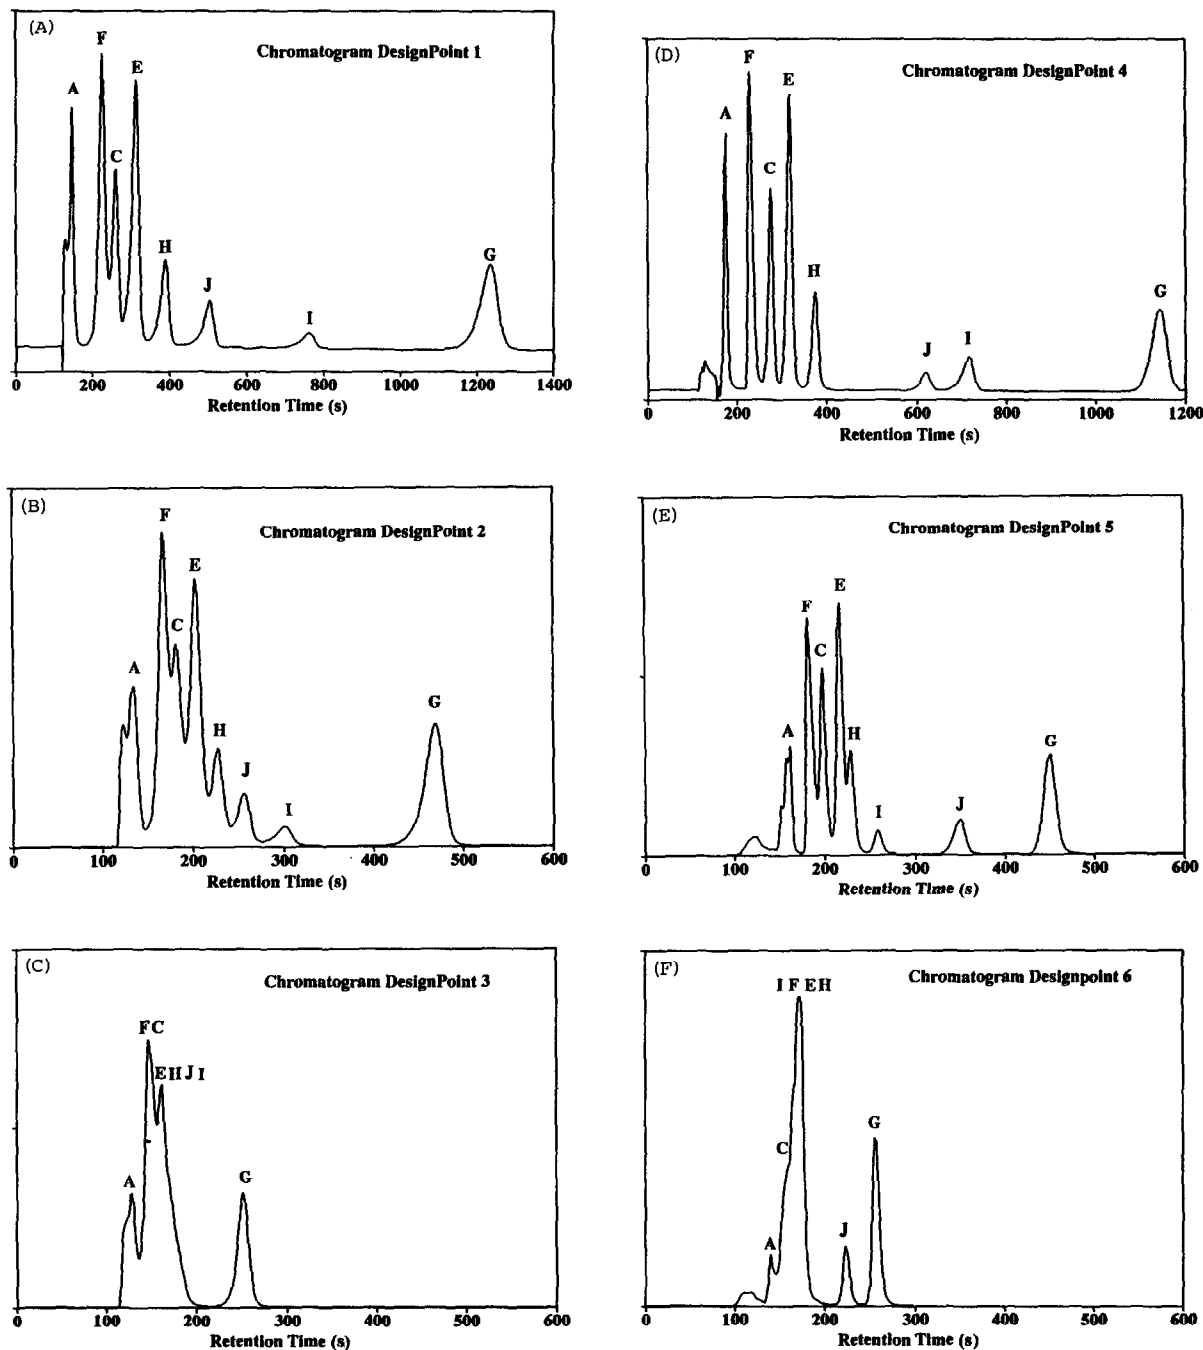 (A)
Chromatogram DesignPoint 1
A
F
C
E
H
J
I
G
0 200 400 600 800 1000 1200 1400
Retention Time (s)
(B)
Chromatogram DesignPoint 2
A
F
C
E
H
J
I
G
0 100 200 300 400 500 600
Retention Time (s)
(C)
Chromatogram DesignPoint 3
A
F C
E H J I
G
0 100 200 300 400 500 600
Retention Time (s)
(D)
Chromatogram DesignPoint 4
A
F
C
E
H
J
I
G
0 200 400 600 800 1000 1200
Retention Time (s)
(E)
Chromatogram DesignPoint 5
A
F
C
E
H
I
J
G
0 100 200 300 400 500 600
Retention Time (s)
(F)
Chromatogram Designpoint 6
I F E H
C
A
J
G
0 100 200 300 400 500 600
Retention Time (s)